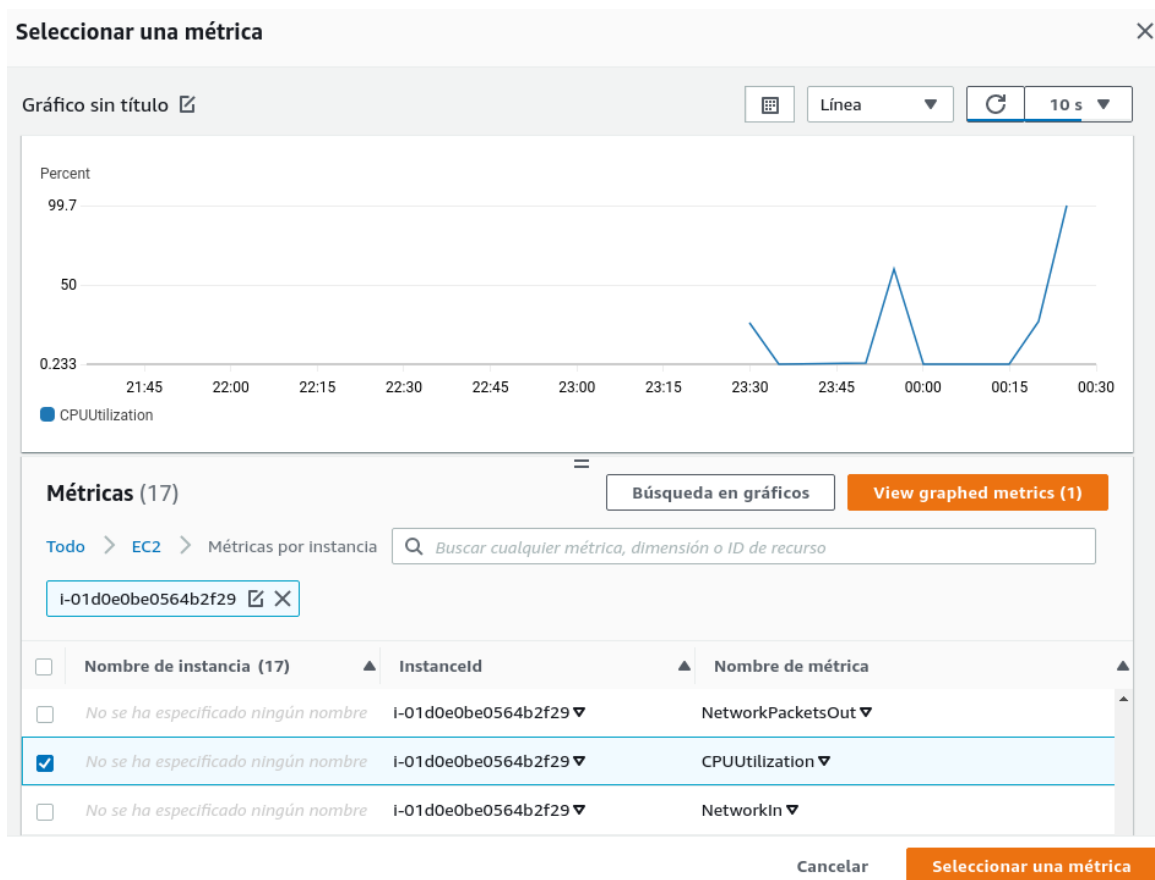 Seleccionar una métrica
Gráfico sin título
Línea
10 s
Percent
99.7
50
0.233
21:45 22:00 22:15 22:30 22:45 23:00 23:15 23:30 23:45 00:00 00:15 00:30
CPUUtilization
Métricas (17)
Búsqueda en gráficos
View graphed metrics (1)
Todo EC2 Métricas por instancia
Buscar cualquier métrica, dimensión o ID de recurso
i-01d0e0be0564b2f29
Nombre de instancia (17) InstanceId Nombre de métrica
No se ha especificado ningún nombre i-01d0e0be0564b2f29 NetworkPacketsOut
No se ha especificado ningún nombre i-01d0e0be0564b2f29 CPUUtilization
No se ha especificado ningún nombre i-01d0e0be0564b2f29 NetworkIn
Cancelar
Seleccionar una métrica